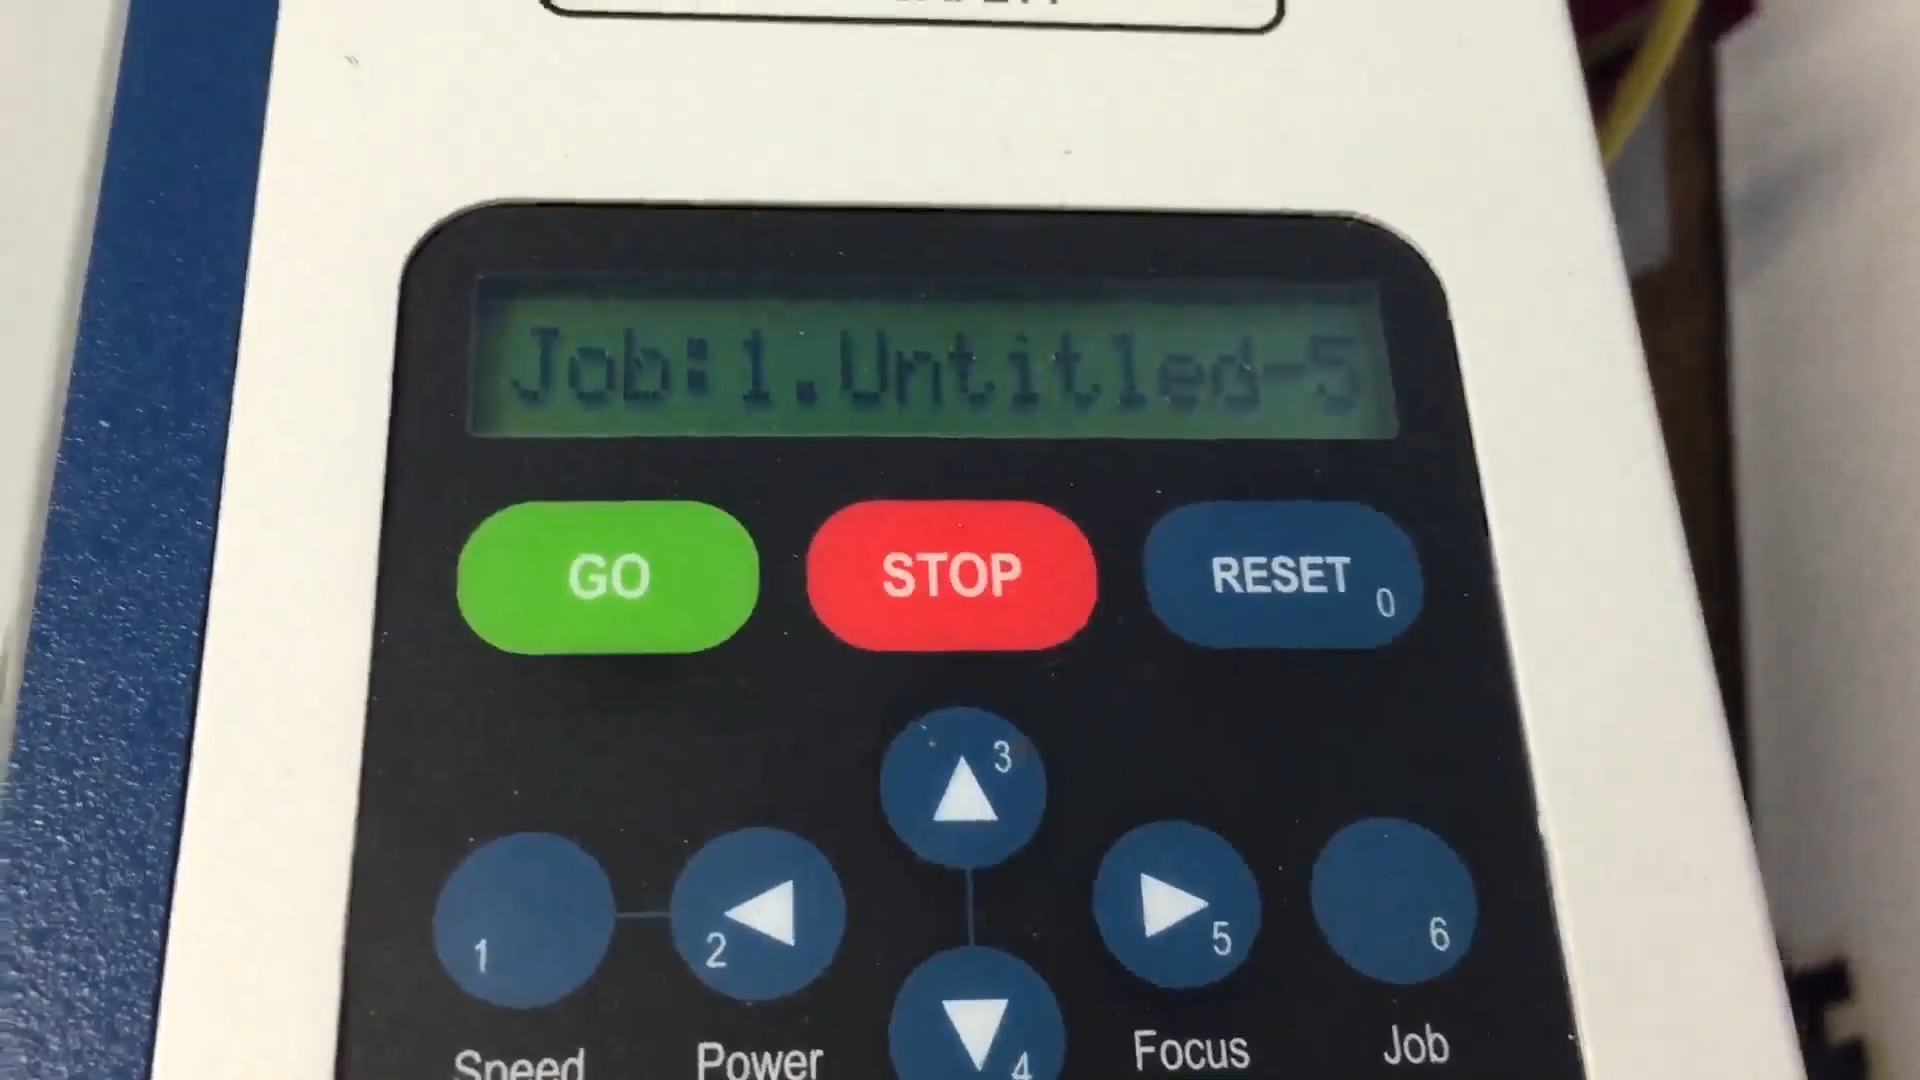 Job:1.Untitled-5
GO STOP RESET 0
3
1 2 5 6
4
Speed Power Focus Job